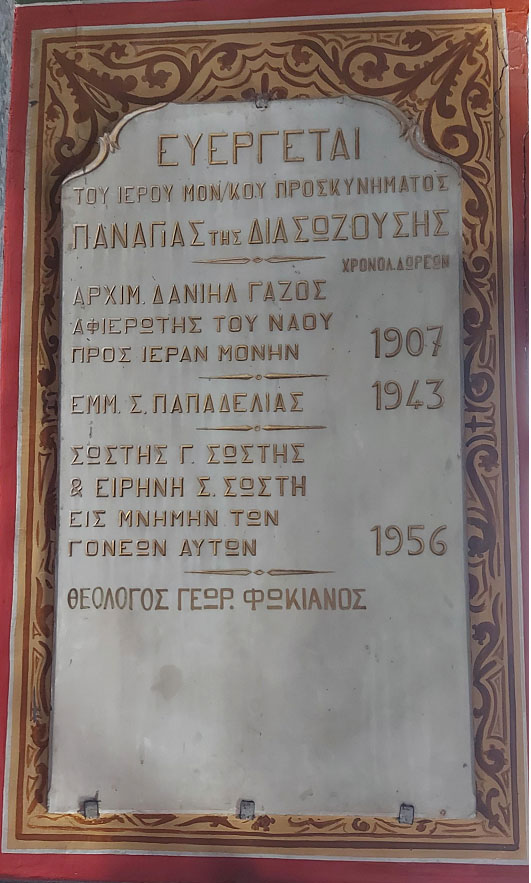 ΕΥΕΡΓΕΤΑΙ
ΤΟΥ ΙΕΡΟΥ ΜΟΝ/ΚΟΥ ΠΡΟΣΚΥΝΗΜΑΤΟΣ
ΠΑΝΑΓΙΑΣ ΤΗΣ ΔΙΑΣΩΖΟΥΣΗΣ
ΧΡΟΝΟΛ. ΔΩΡΕΩΝ
ΑΡΧΙΜ. ΔΑΝΙΗΛ ΓΑΖΟΣ
ΑΦΙΕΡΩΤΗΣ ΤΟΥ ΝΑΟΥ
ΠΡΟΣ ΙΕΡΑΝ ΜΟΝΗΝ 1907
ΕΜΜ. Σ. ΠΑΠΑΔΕΛΙΑΣ 1943
ΣΩΣΤΗΣ Γ. ΣΩΣΤΗΣ
& ΕΙΡΗΝΗ Σ. ΣΩΣΤΗ
ΕΙΣ ΜΝΗΜΗΝ ΤΩΝ
ΓΟΝΕΩΝ ΑΥΤΩΝ 1956
ΘΕΟΛΟΓΟΣ ΓΕΩΡ. ΦΩΚΙΑΝΟΣ